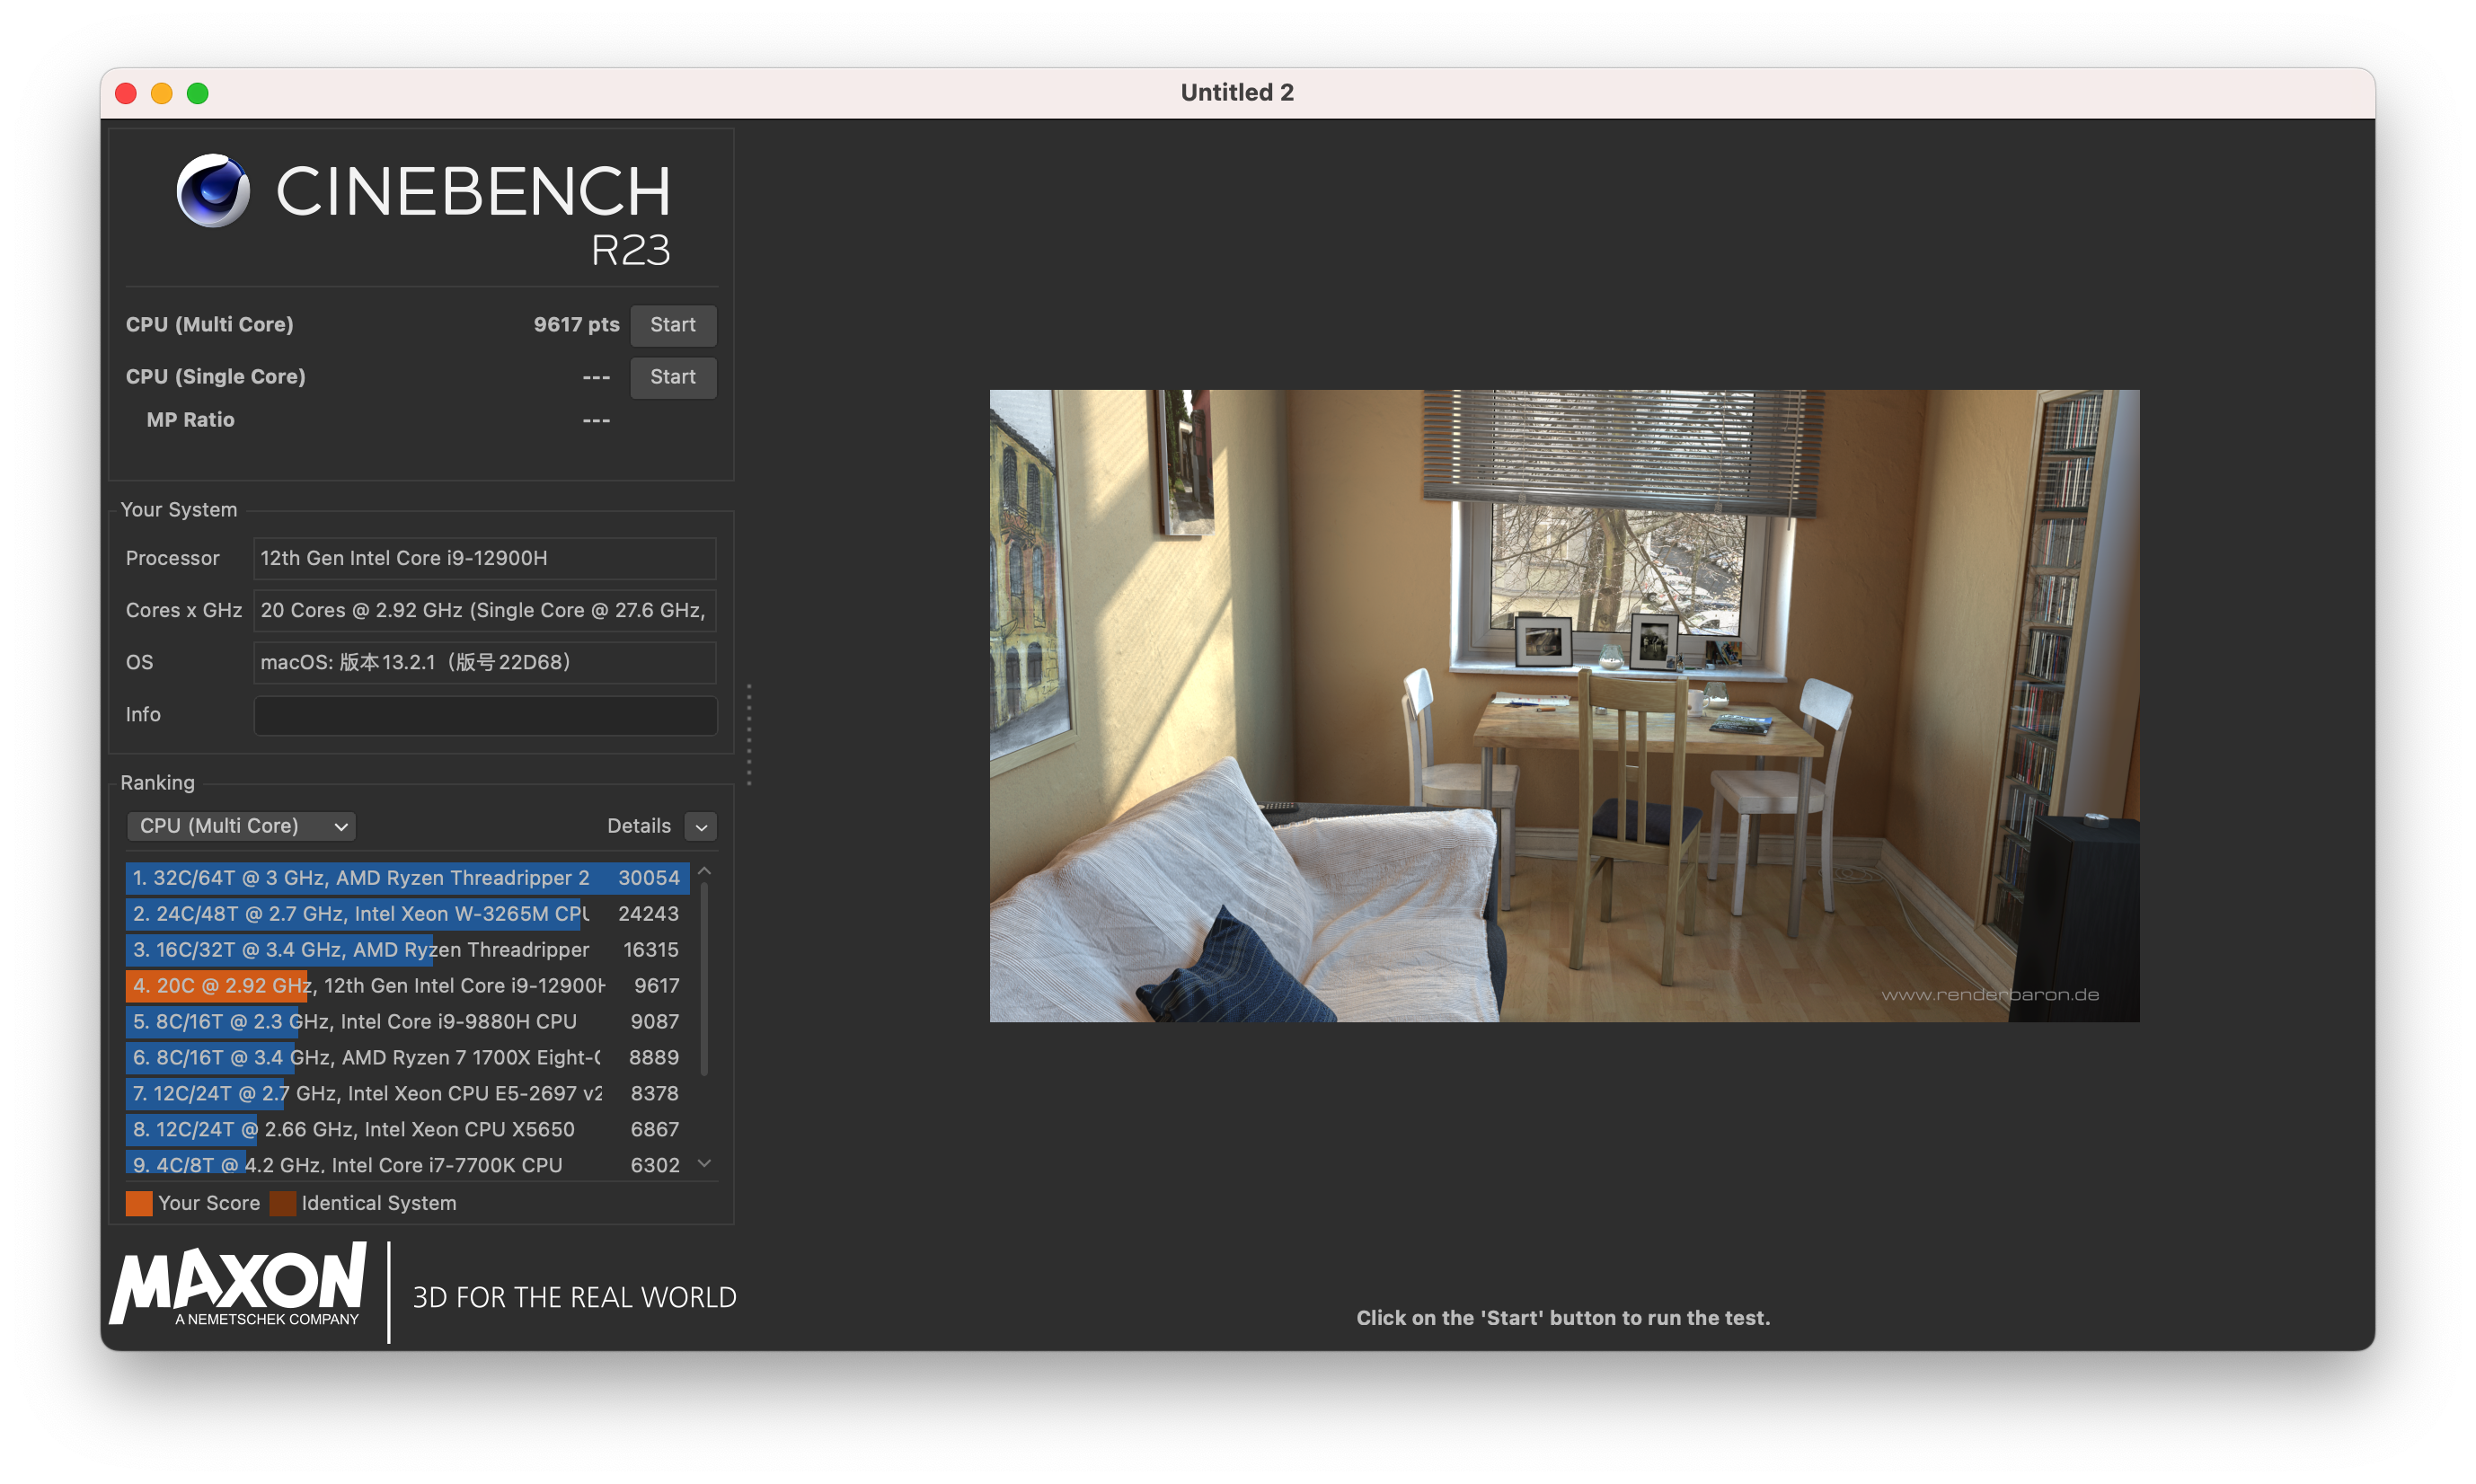 Untitled 2
CINEBENCH
R23
CPU (Multi Core) 9617 pts Start
CPU (Single Core) --- Start
MP Ratio ---
Your System
Processor 12th Gen Intel Core i9-12900H
Cores x GHz 20 Cores @ 2.92 GHz (Single Core @ 27.6 GHz,
OS macOS: 版本13.2.1（版号22D68）
Info
Ranking
CPU (Multi Core) Details
1. 32C/64T @ 3 GHz, AMD Ryzen Threadripper 2 30054
2. 24C/48T @ 2.7 GHz, Intel Xeon W-3265M CPU 24243
3. 16C/32T @ 3.4 GHz, AMD Ryzen Threadripper 16315
4. 20C @ 2.92 GHz, 12th Gen Intel Core i9-12900H 9617
5. 8C/16T @ 2.3 GHz, Intel Core i9-9880H CPU 9087
6. 8C/16T @ 3.4 GHz, AMD Ryzen 7 1700X Eight-C 8889
7. 12C/24T @ 2.7 GHz, Intel Xeon CPU E5-2697 v2 8378
8. 12C/24T @ 2.66 GHz, Intel Xeon CPU X5650 6867
9. 4C/8T @ 4.2 GHz, Intel Core i7-7700K CPU 6302
Your Score Identical System
MAXON
A NEMETSCHEK COMPANY
3D FOR THE REAL WORLD
www.renderbaron.de
Click on the 'Start' button to run the test.